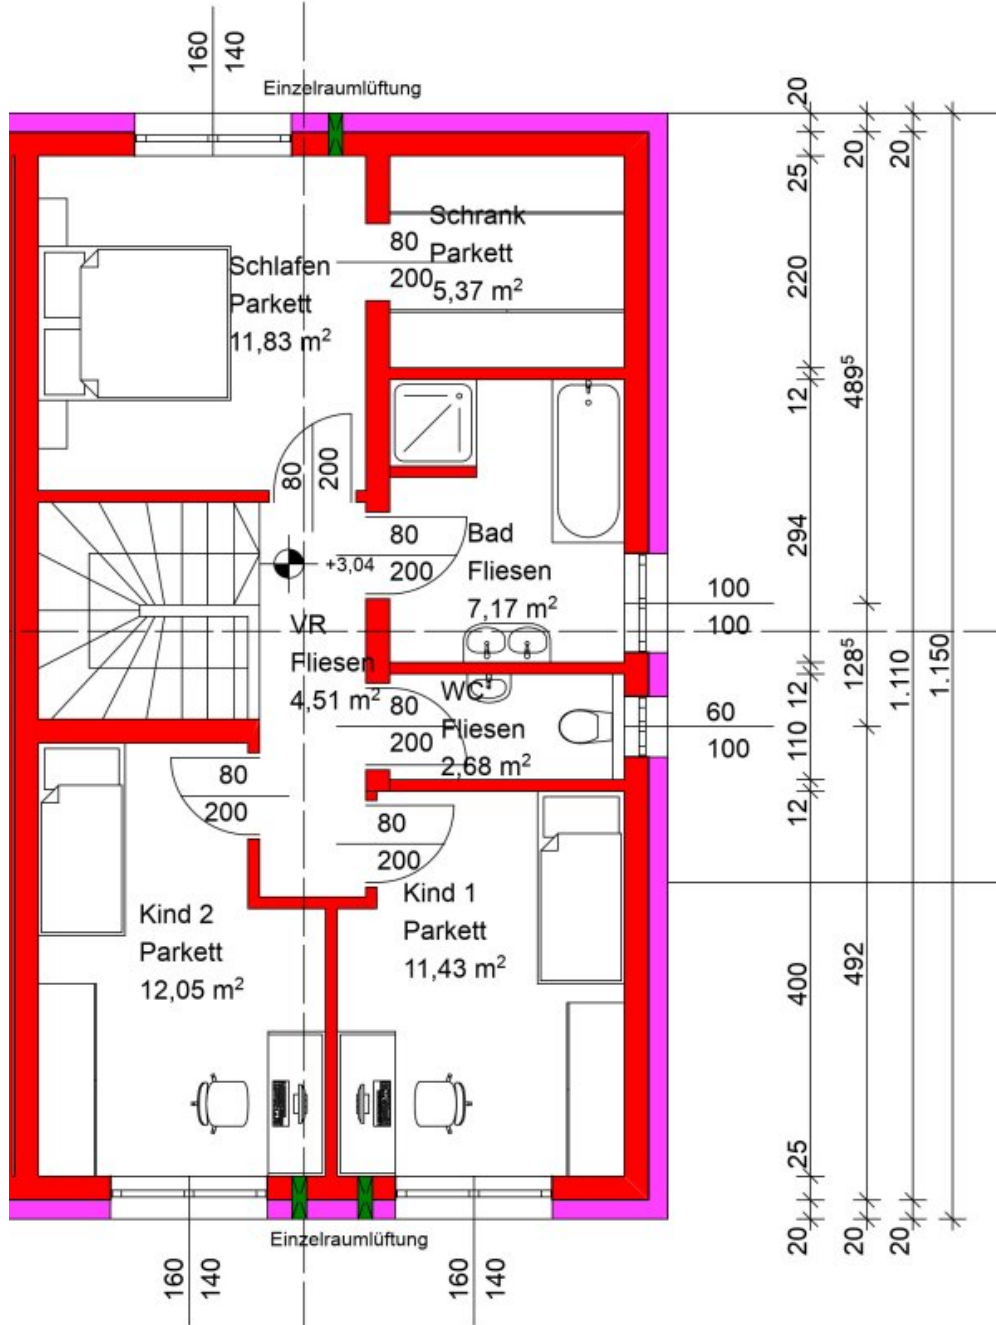 160
140
Einzelraumlüftung
20
20
20
25
Schrank
Parkett
5,37 m²
80
200
Schlafen
Parkett
11,83 m²
220
12
489⁵
80
200
80
200
Bad
Fliesen
7,17 m²
294
+3,04
100
100
VR
Fliesen
4,51 m²
12
128⁵
1.110
1.150
WC
Fliesen
2,68 m²
80
200
60
100
110
12
80
200
80
200
Kind 1
Parkett
11,43 m²
Kind 2
Parkett
12,05 m²
400
492
25
20
20
20
Einzelraumlüftung
160
140
160
140